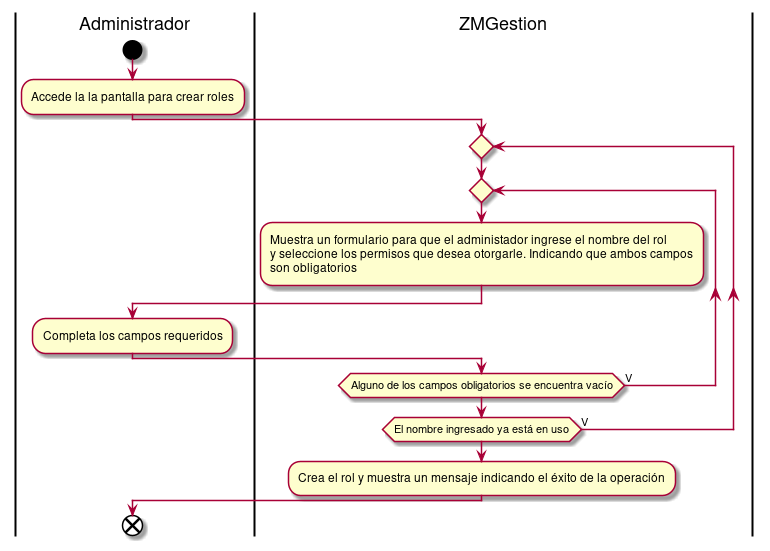 Administrador
ZMGestion
Accede la la pantalla para crear roles
Muestra un formulario para que el administador ingrese el nombre del rol
y seleccione los permisos que desea otorgarle. Indicando que ambos campos
son obligatorios
Completa los campos requeridos
Alguno de los campos obligatorios se encuentra vacío
V
El nombre ingresado ya está en uso
V
Crea el rol y muestra un mensaje indicando el éxito de la operación